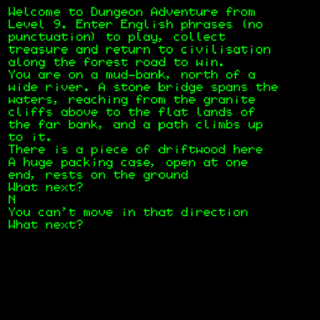 Welcome to Dungeon Adventure from
Level 9. Enter English phrases (no
punctuation) to play, collect
treasure and return to civilisation
along the forest road to win.
You are on a mud-bank, north of a
wide river. A stone bridge spans the
waters, reaching from the granite
cliffs above to the flat lands of
the far bank, and a path climbs up
to it.
There is a piece of driftwood here
A huge packing case, open at one
end, rests on the ground
What next?
N
You can't move in that direction
What next?